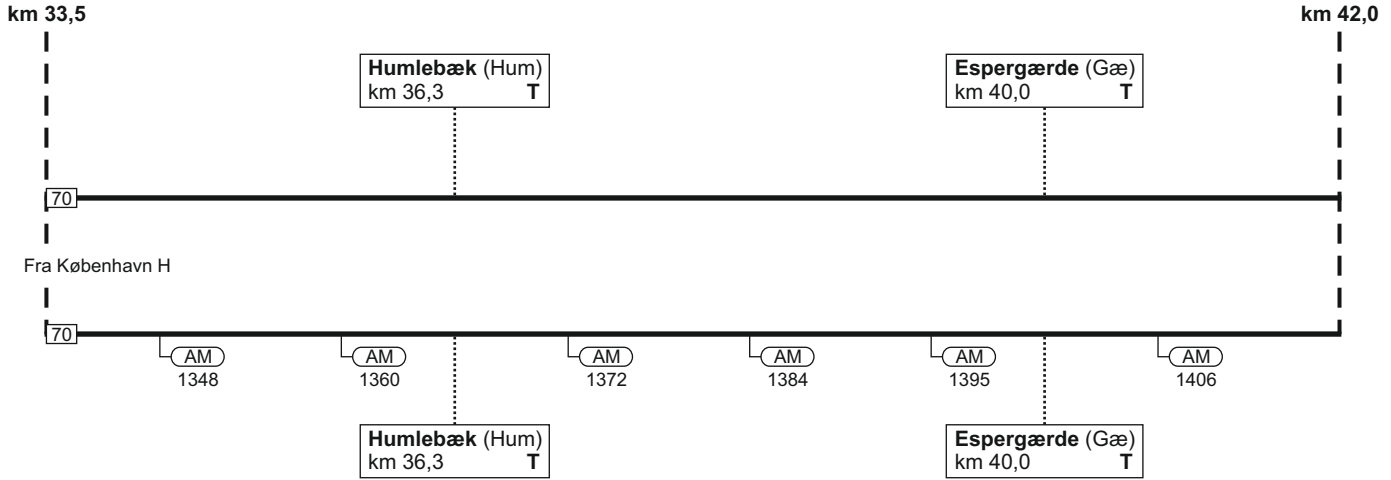 km 33,5
km 42,0
Humlebæk (Hum)
km 36,3 T
Espergærde (Gæ)
km 40,0 T
70
Fra København H
70
AM
1348
AM
1360
AM
1372
AM
1384
AM
1395
AM
1406
Humlebæk (Hum)
km 36,3 T
Espergærde (Gæ)
km 40,0 T